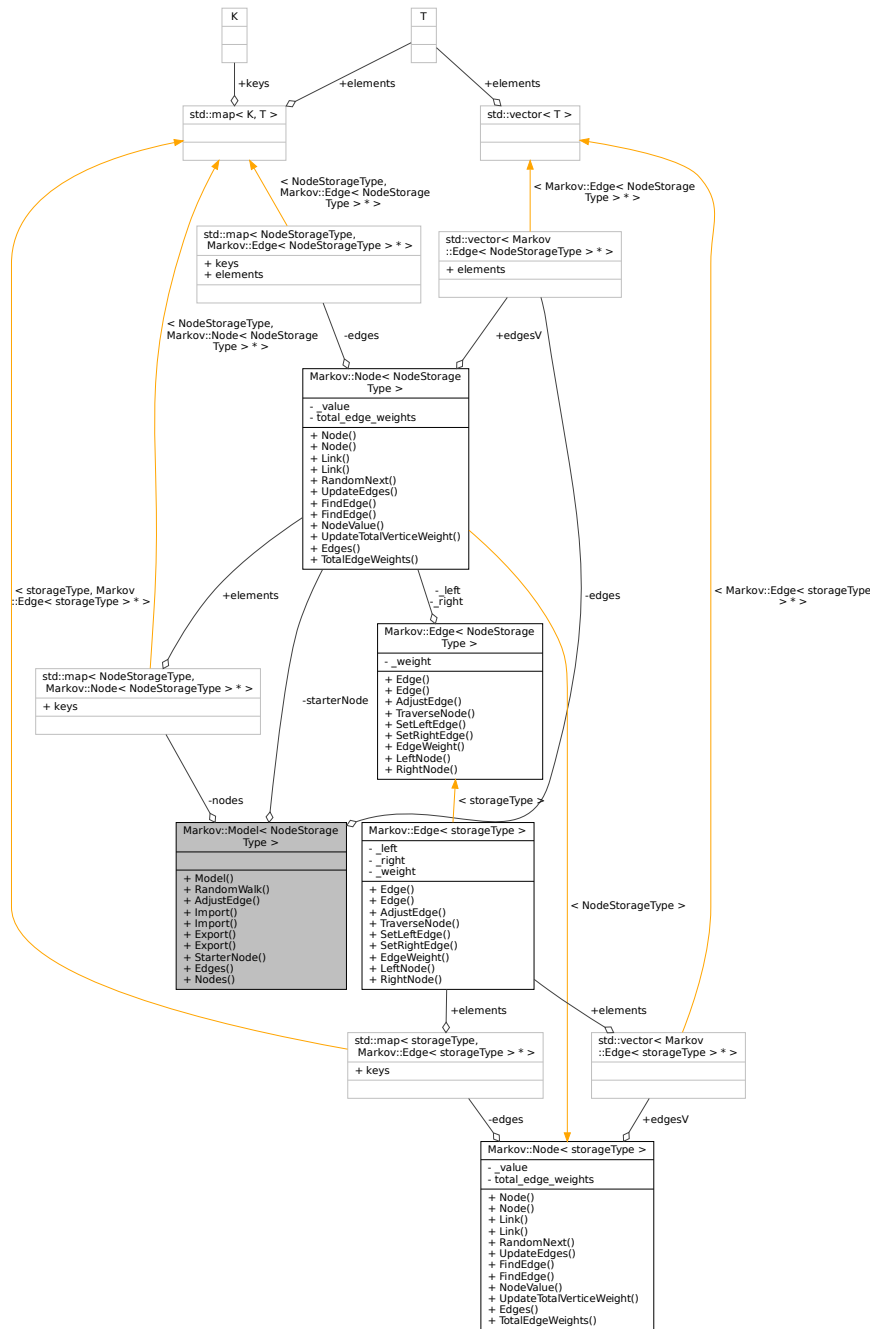 K
T
+keys
+elements
+elements
std::map< K, T >
std::vector< T >
< NodeStorageType,
Markov::Edge< NodeStorage
Type > * >
< Markov::Edge< NodeStorage
Type > * >
std::map< NodeStorageType,
Markov::Edge< NodeStorageType > * >
+ keys
+ elements
std::vector< Markov
::Edge< NodeStorageType > * >
+ elements
< NodeStorageType,
Markov::Node< NodeStorage
Type > * >
-edges
+edgesV
Markov::Node< NodeStorage
Type >
- _value
- total_edge_weights
+ Node()
+ Node()
+ Link()
+ Link()
+ RandomNext()
+ UpdateEdges()
+ FindEdge()
+ FindEdge()
+ NodeValue()
+ UpdateTotalVerticeWeight()
+ Edges()
+ TotalEdgeWeights()
< storageType, Markov
::Edge< storageType > * >
+elements
-_left
-_right
-edges
< Markov::Edge< storageType
> * >
Markov::Edge< NodeStorage
Type >
- _weight
+ Edge()
+ Edge()
+ AdjustEdge()
+ TraverseNode()
+ SetLeftEdge()
+ SetRightEdge()
+ EdgeWeight()
+ LeftNode()
+ RightNode()
std::map< NodeStorageType,
Markov::Node< NodeStorageType > * >
+ keys
-starterNode
-nodes
< storageType >
Markov::Model< NodeStorage
Type >
+ Model()
+ RandomWalk()
+ AdjustEdge()
+ Import()
+ Import()
+ Export()
+ Export()
+ StarterNode()
+ Edges()
+ Nodes()
Markov::Edge< storageType >
- _left
- _right
- _weight
+ Edge()
+ Edge()
+ AdjustEdge()
+ TraverseNode()
+ SetLeftEdge()
+ SetRightEdge()
+ EdgeWeight()
+ LeftNode()
+ RightNode()
< NodeStorageType >
+elements
+elements
std::map< storageType,
Markov::Edge< storageType > * >
+ keys
std::vector< Markov
::Edge< storageType > * >
-edges
+edgesV
Markov::Node< storageType >
- _value
- total_edge_weights
+ Node()
+ Node()
+ Link()
+ Link()
+ RandomNext()
+ UpdateEdges()
+ FindEdge()
+ FindEdge()
+ NodeValue()
+ UpdateTotalVerticeWeight()
+ Edges()
+ TotalEdgeWeights()